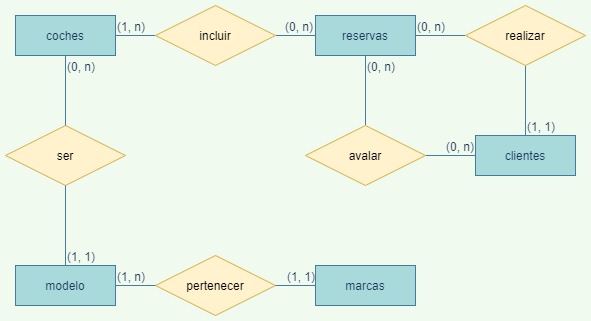 coches (1, n) incluir (0, n) reservas (0, n) realizar
(0, n) (0, n)
(1, 1)
ser avalar (0, n) clientes
(1, 1)
modelo (1, n) pertenecer (1, 1) marcas